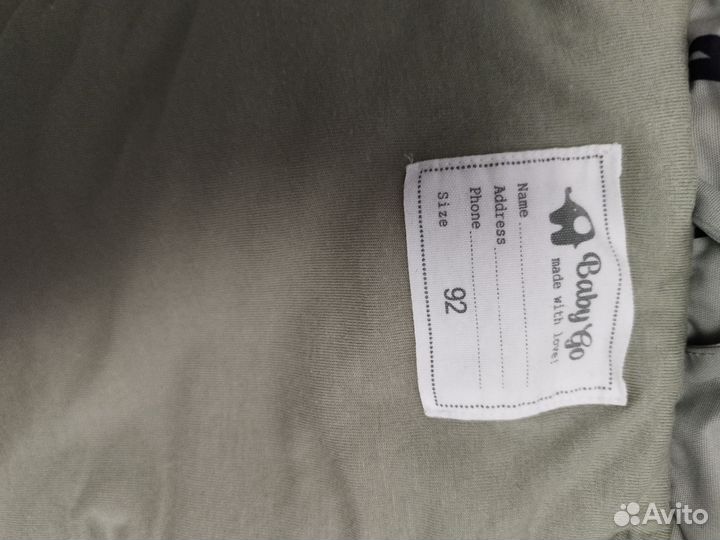 Baby Go
made with love!
Name
Address
Phone
Size 92
Avito